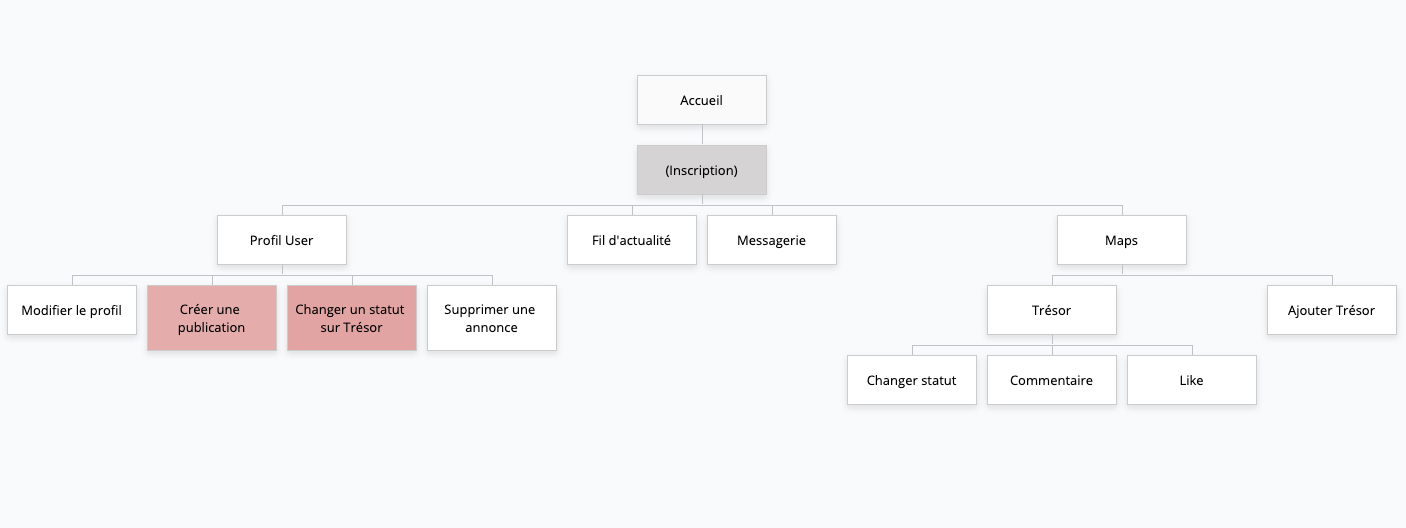 Accueil
(Inscription)
Profil User
Fil d'actualité
Messagerie
Maps
Modifier le profil
Créer une
publication
Changer un statut
sur Trésor
Supprimer une
annonce
Trésor
Ajouter Trésor
Changer statut
Commentaire
Like